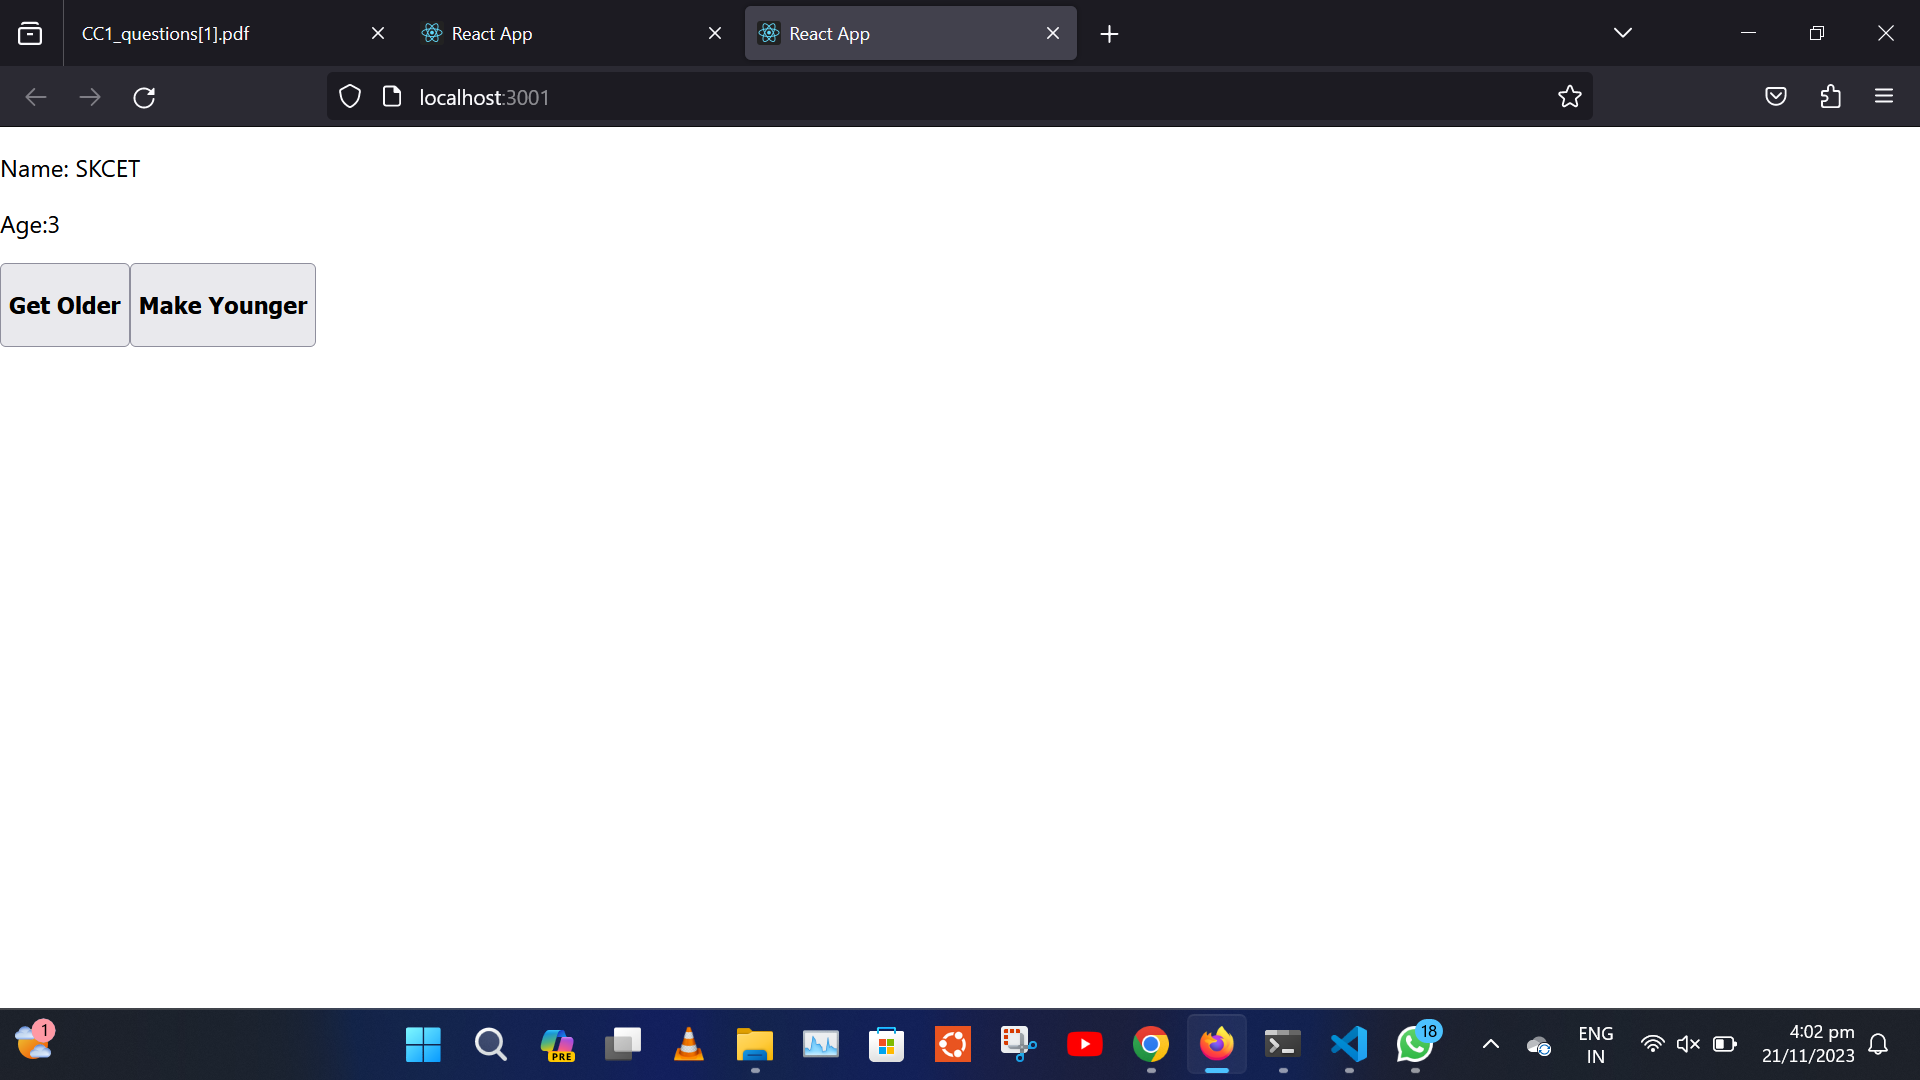 CC1_questions[1].pdf
React App
React App
localhost:3001
Name: SKCET
Age:3
Get Older
Make Younger
1
PRE
18
ENG
IN
4:02 pm
21/11/2023